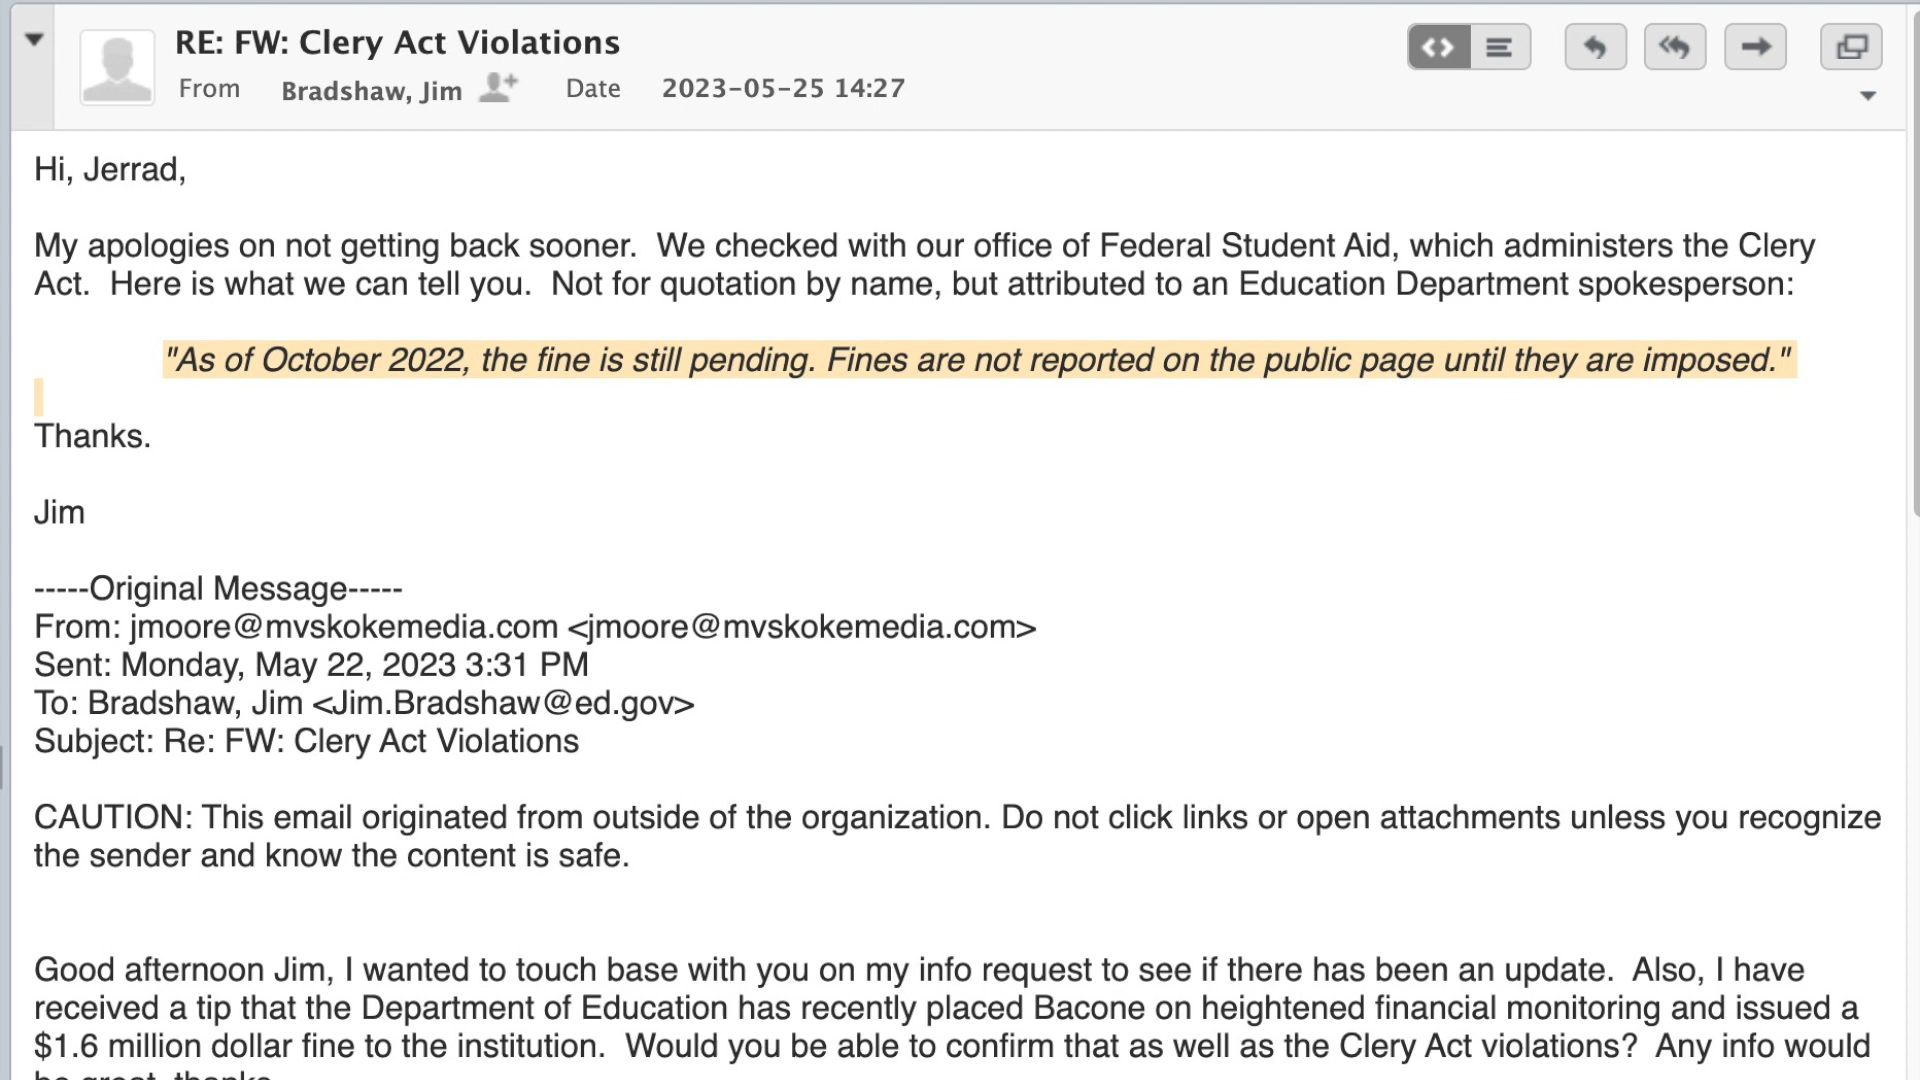 RE: FW: Clery Act Violations
From Bradshaw, Jim Date 2023-05-25 14:27
Hi, Jerrad,
My apologies on not getting back sooner.  We checked with our office of Federal Student Aid, which administers the Clery
Act.  Here is what we can tell you.  Not for quotation by name, but attributed to an Education Department spokesperson:
"As of October 2022, the fine is still pending. Fines are not reported on the public page until they are imposed."
Thanks.
Jim
-----Original Message-----
From: jmoore@mvskokemedia.com <jmoore@mvskokemedia.com>
Sent: Monday, May 22, 2023 3:31 PM
To: Bradshaw, Jim <Jim.Bradshaw@ed.gov>
Subject: Re: FW: Clery Act Violations
CAUTION: This email originated from outside of the organization. Do not click links or open attachments unless you recognize
the sender and know the content is safe.
Good afternoon Jim, I wanted to touch base with you on my info request to see if there has been an update.  Also, I have
received a tip that the Department of Education has recently placed Bacone on heightened financial monitoring and issued a
$1.6 million dollar fine to the institution.  Would you be able to confirm that as well as the Clery Act violations?  Any info would
be great, thanks